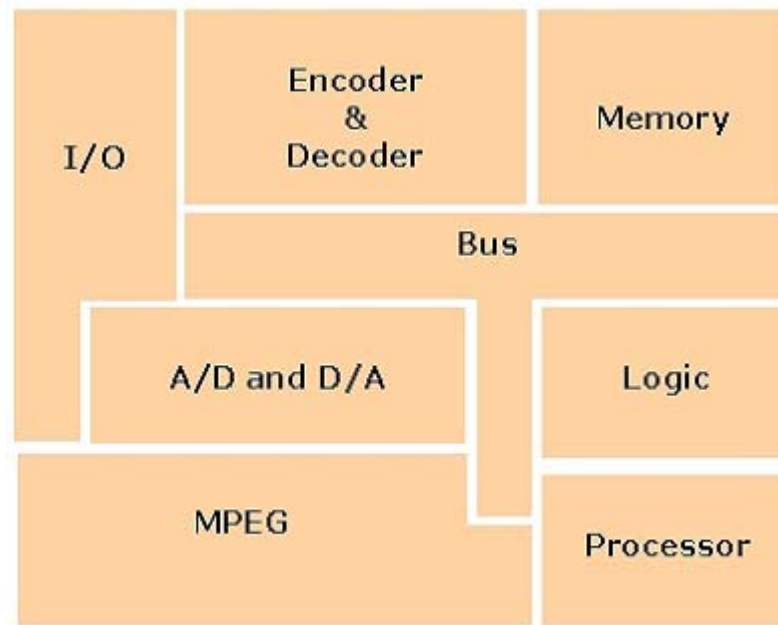 I/O
Encoder
&
Decoder
Memory
Bus
A/D and D/A
Logic
MPEG
Processor